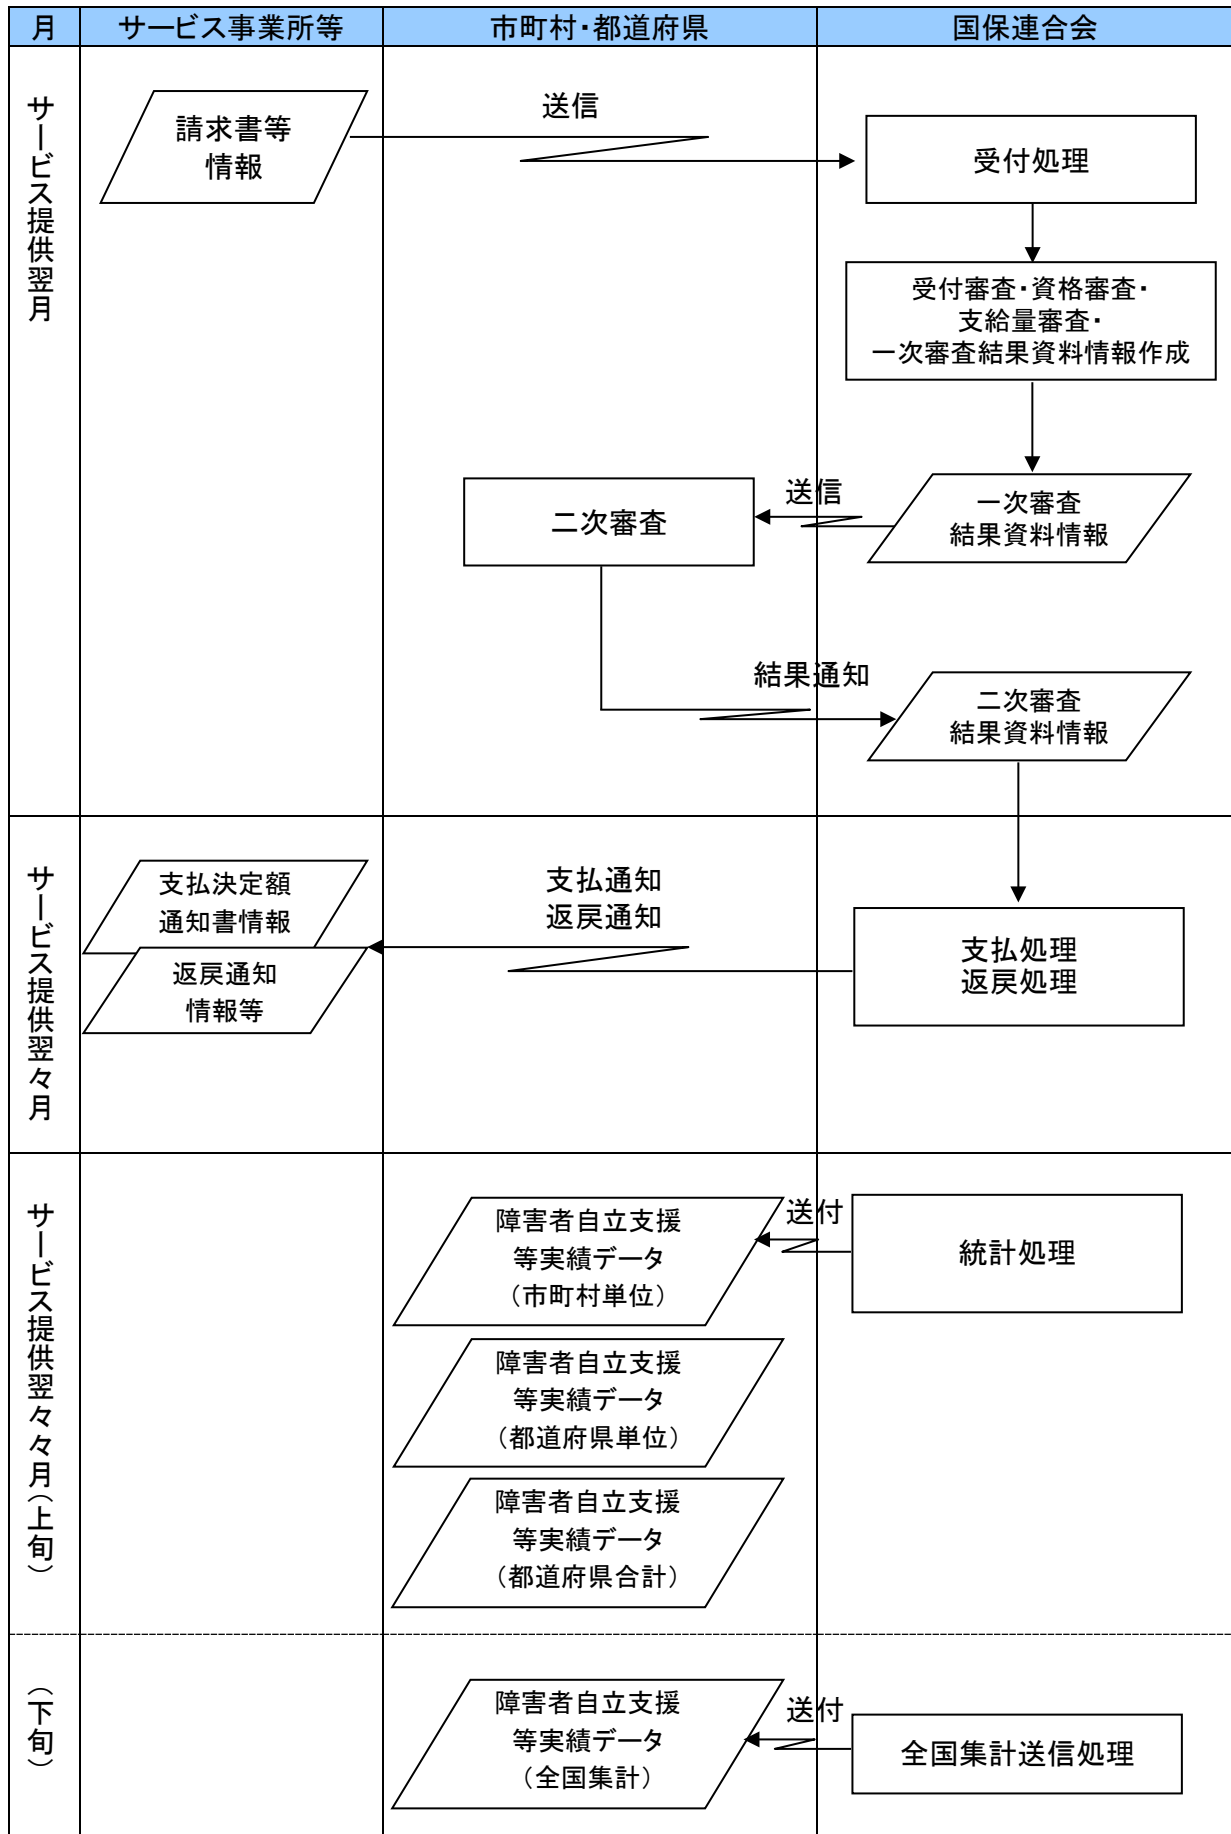 月
サービス事業所等
市町村・都道府県
国保連合会
サービス提供翌月
請求書等
情報
送信
受付処理
受付審査・資格審査・
支給量審査・
一次審査結果資料情報作成
二次審査
送信
一次審査
結果資料情報
結果通知
二次審査
結果資料情報
サービス提供翌々月
支払決定額
通知書情報
返戻通知
情報等
支払通知
返戻通知
支払処理
返戻処理
サービス提供翌々々月（上旬）
障害者自立支援
等実績データ
（市町村単位）
送付
統計処理
障害者自立支援
等実績データ
（都道府県単位）
障害者自立支援
等実績データ
（都道府県合計）
（下旬）
障害者自立支援
等実績データ
（全国集計）
送付
全国集計送信処理